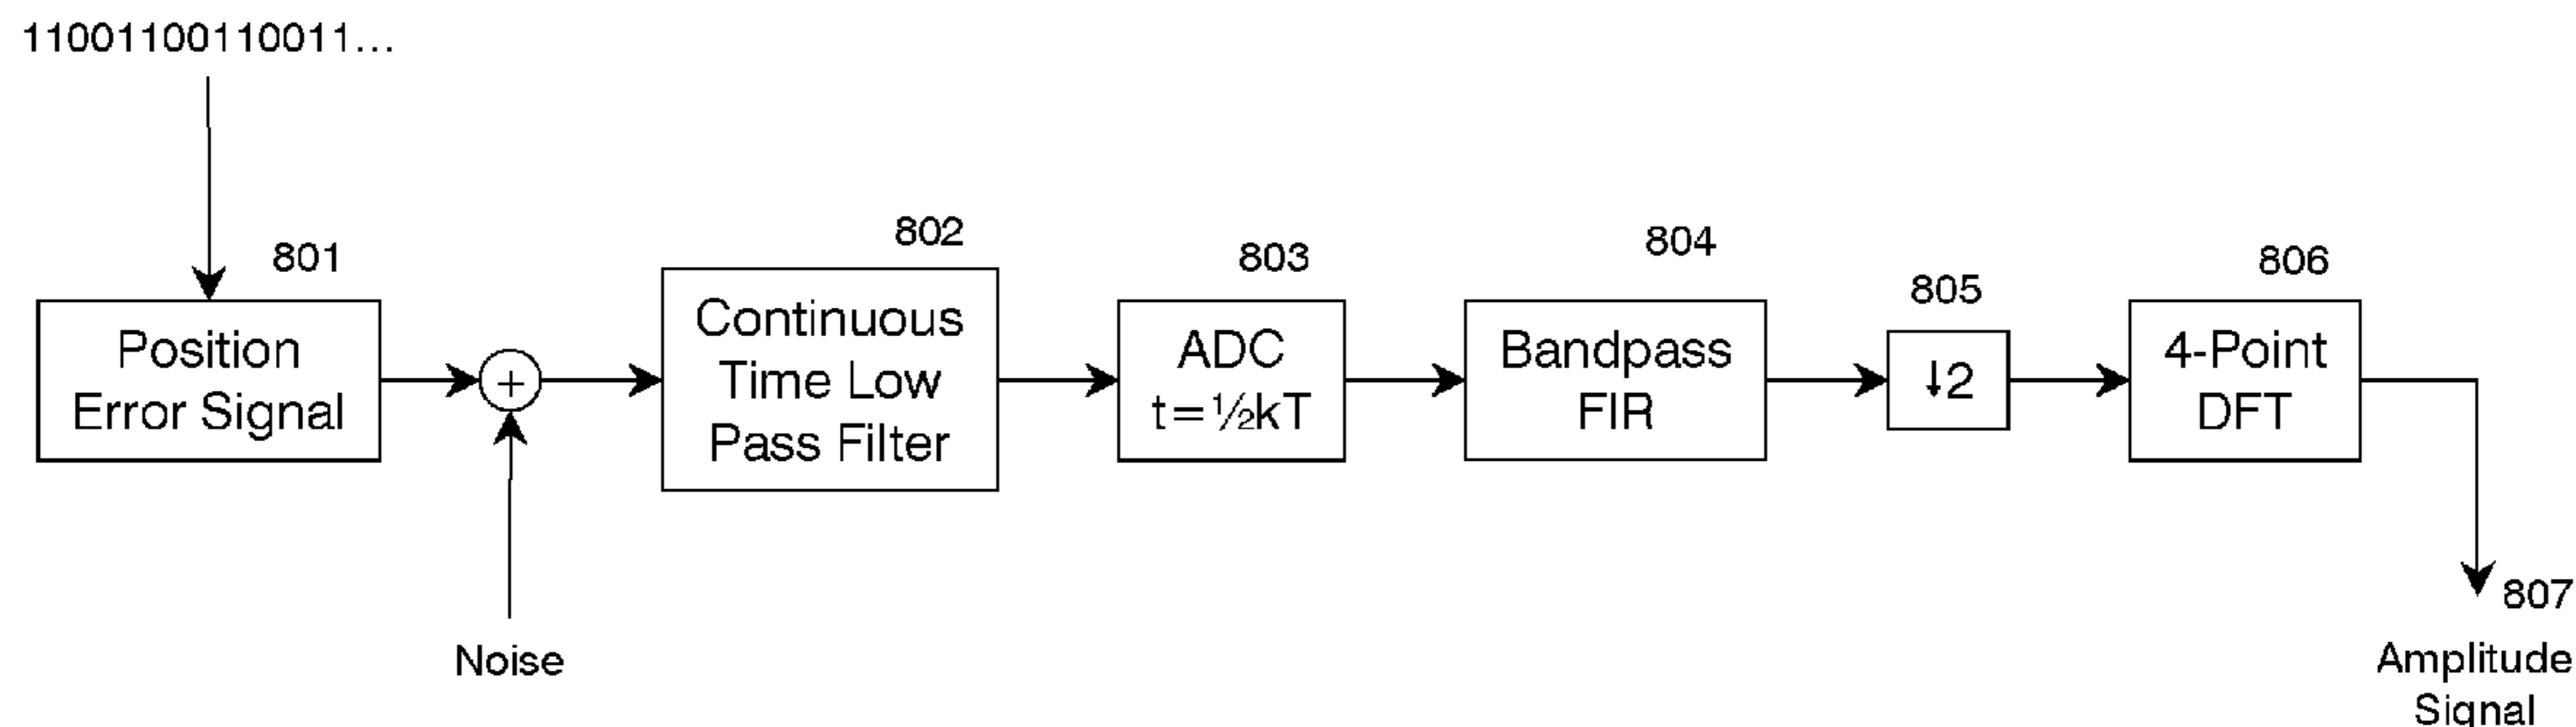 11001100110011...
801
Position
Error Signal
+
Noise
802
Continuous
Time Low
Pass Filter
803
ADC
t=½kT
804
Bandpass
FIR
805
↓2
806
4-Point
DFT
807
Amplitude
Signal